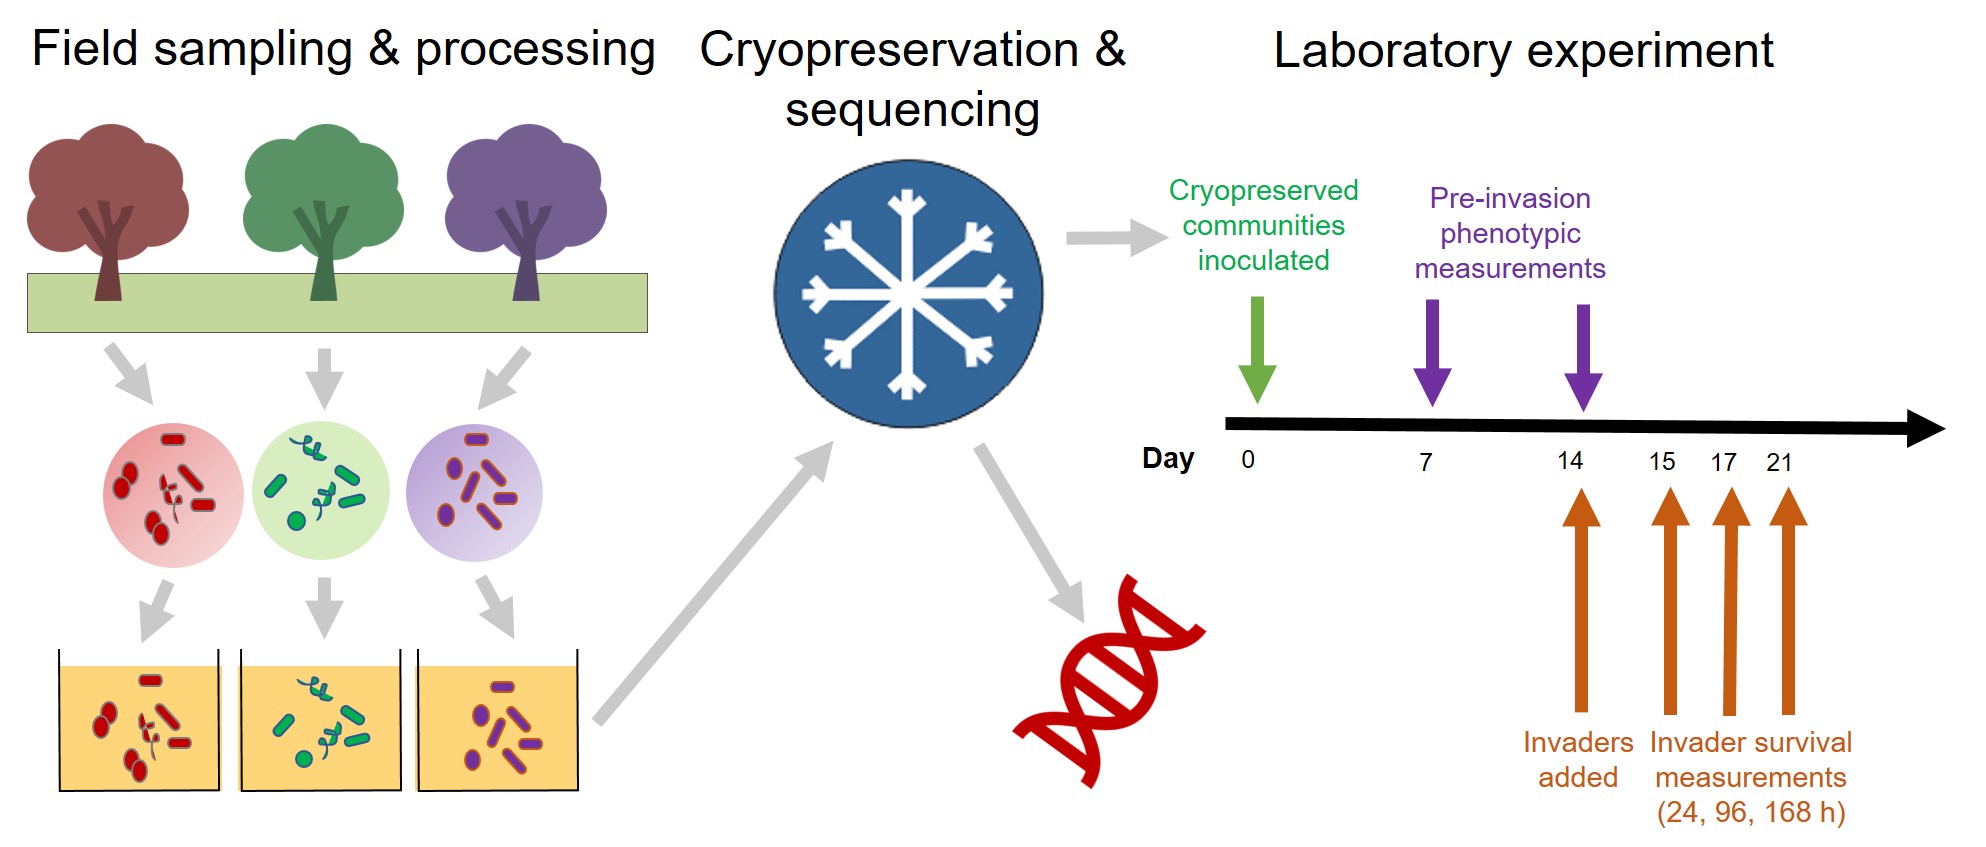 Field sampling & processing
Cryopreservation &
sequencing
Laboratory experiment
Cryopreserved
communities
inoculated
Pre-invasion
phenotypic
measurements
Day 0 7 14 15 17 21
Invaders
added
Invader survival
measurements
(24, 96, 168 h)